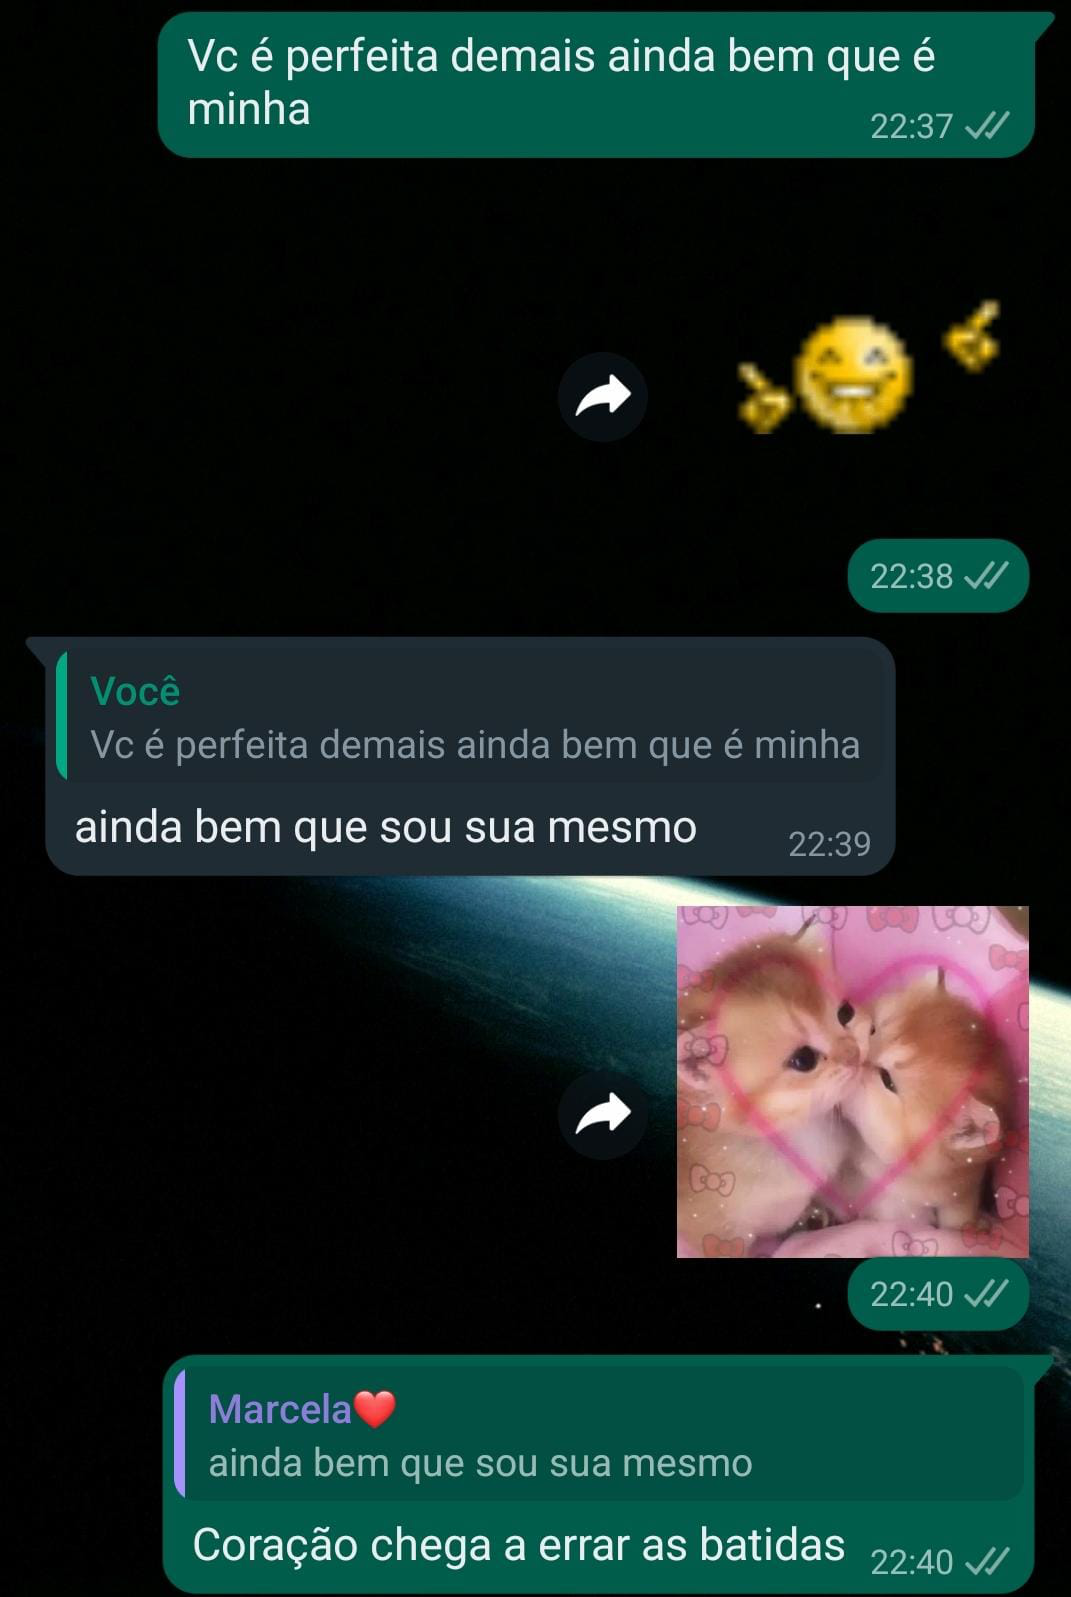 Vc é perfeita demais ainda bem que é
minha
22:37
22:38
Você
Vc é perfeita demais ainda bem que é minha
ainda bem que sou sua mesmo
22:39
22:40
Marcela❤️
ainda bem que sou sua mesmo
Coração chega a errar as batidas
22:40